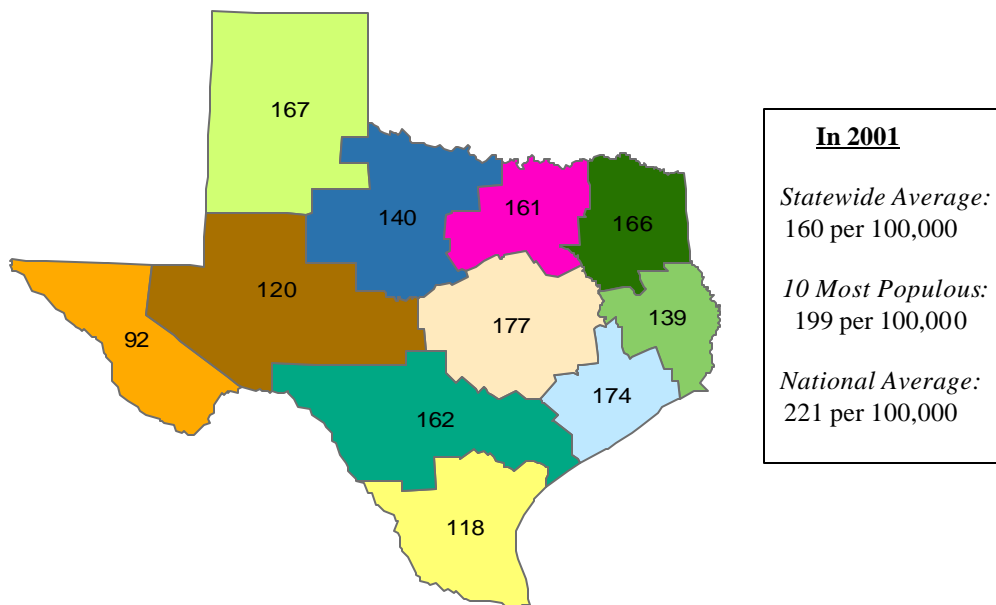 167
140
161
166
120
92
177
139
174
162
118
In 2001
Statewide Average:
160 per 100,000
10 Most Populous:
199 per 100,000
National Average:
221 per 100,000